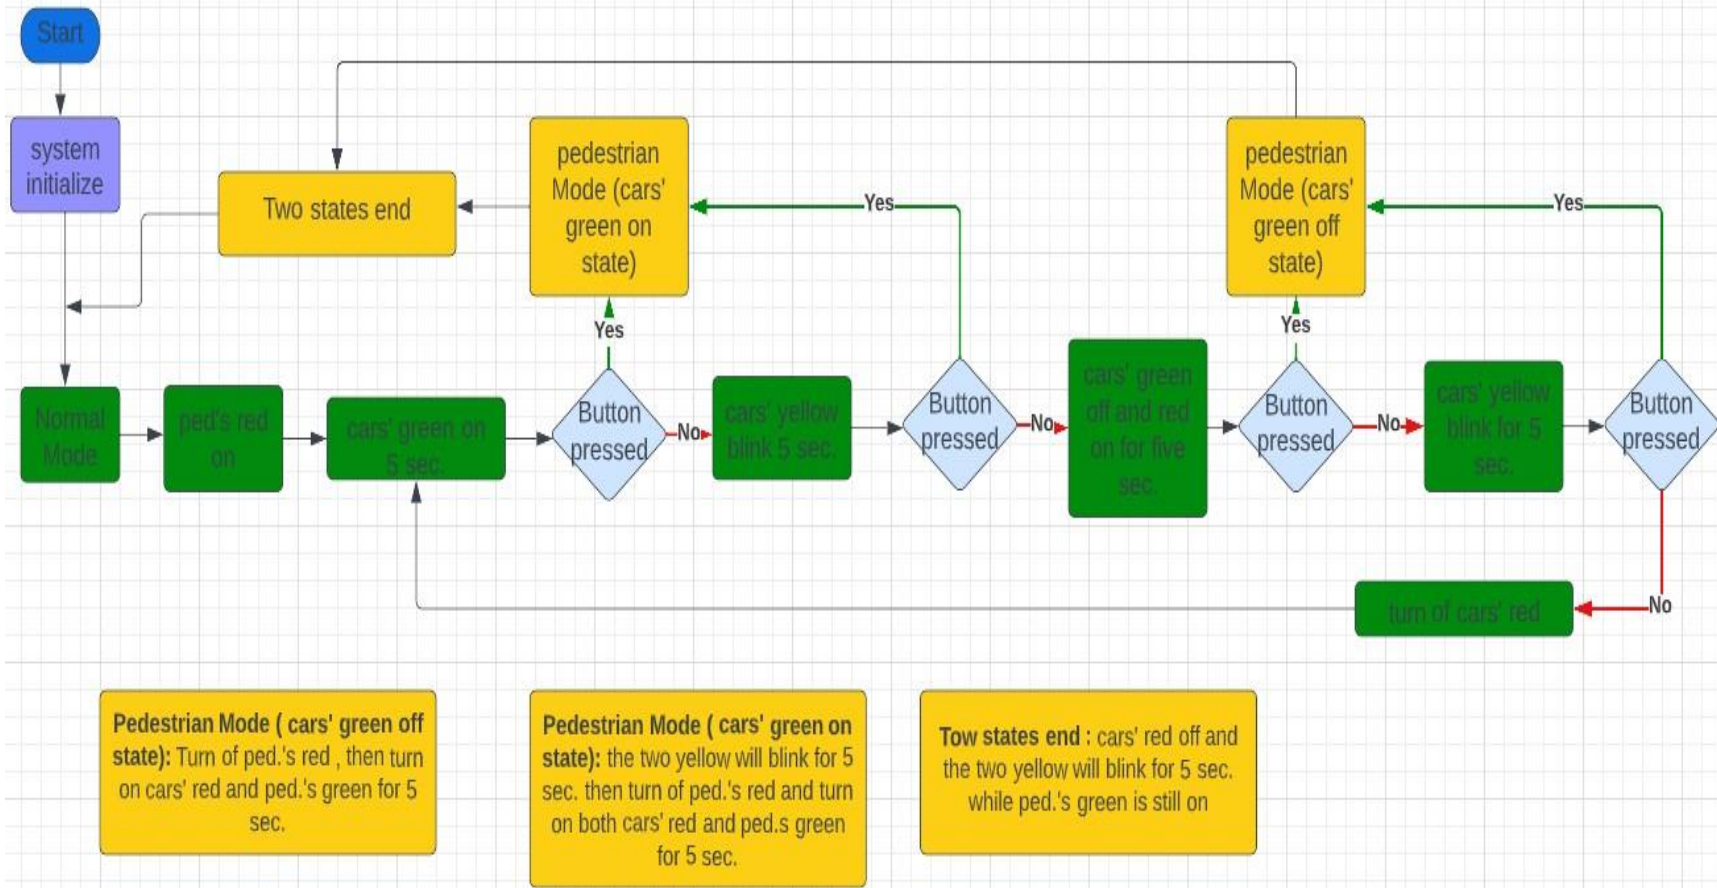 Start
system
initialize
Two states end
pedestrian
Mode (cars'
green on
state)
Yes
pedestrian
Mode (cars'
green off
state)
Yes
Yes
Yes
Normal
Mode
ped's red
on
cars' green on
5 sec.
Button
pressed
No
cars' yellow
blink 5 sec.
Button
pressed
No
cars' green
off and red
on for five
sec.
Button
pressed
No
cars' yellow
blink for 5
sec.
Button
pressed
No
turn of cars' red
Pedestrian Mode ( cars' green off
state): Turn of ped.'s red , then turn
on cars' red and ped.'s green for 5
sec.
Pedestrian Mode ( cars' green on
state): the two yellow will blink for 5
sec. then turn of ped.'s red and turn
on both cars' red and ped.s green
for 5 sec.
Tow states end : cars' red off and
the two yellow will blink for 5 sec.
while ped.'s green is still on